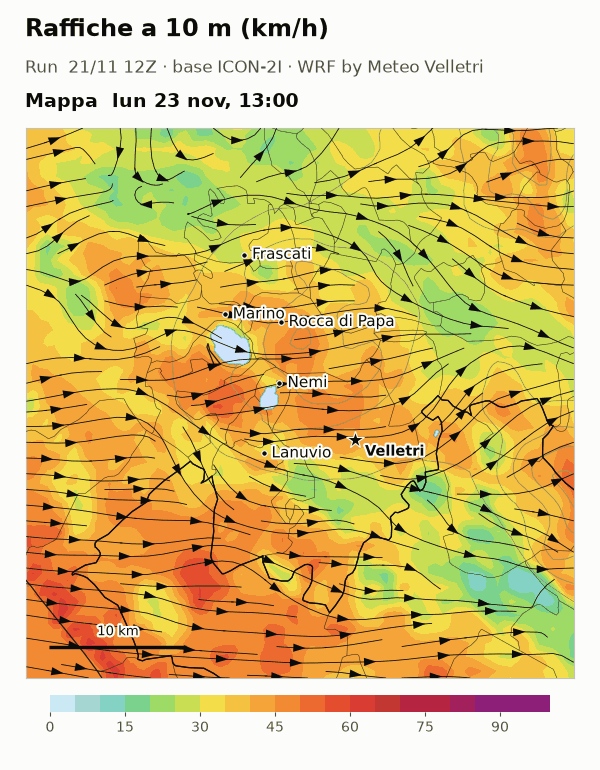 Raffiche a 10 m (km/h)
Run  21/11 12Z · base ICON-2I · WRF by Meteo Velletri
Mappa  lun 23 nov, 13:00
Frascati
Marino
Rocca di Papa
Nemi
Velletri
Lanuvio
10 km
0 15 30 45 60 75 90